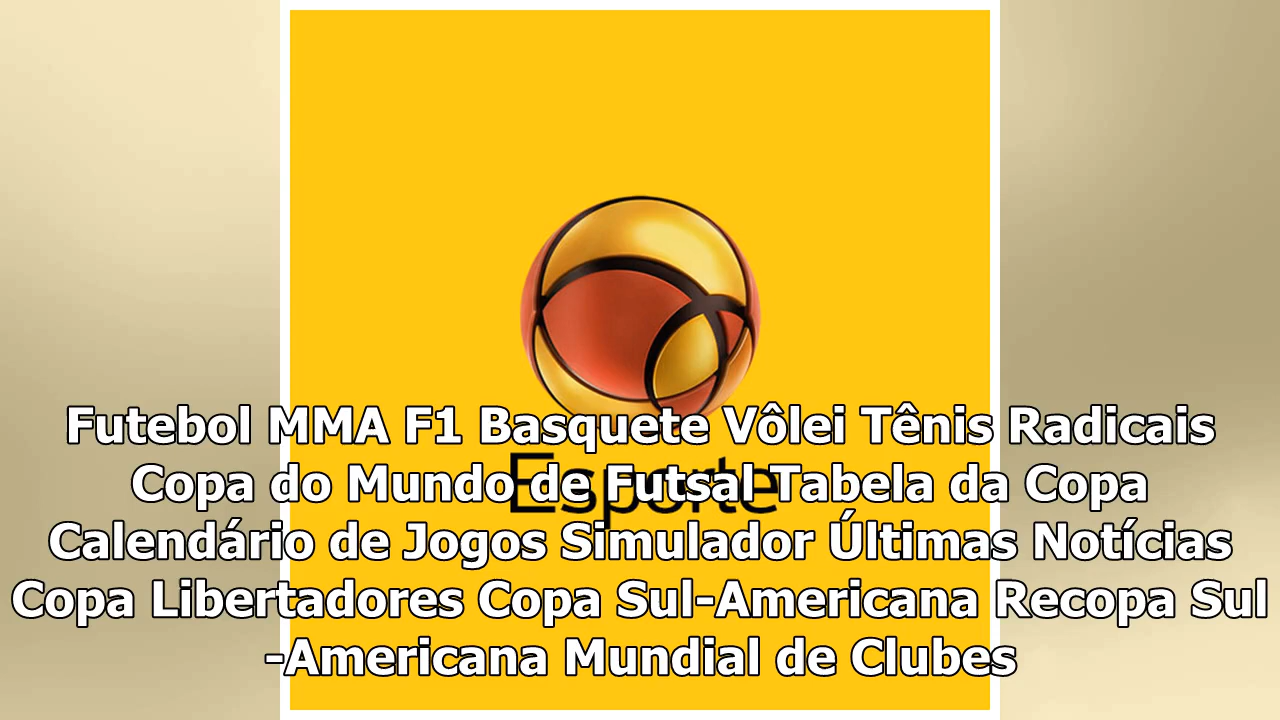 Futebol MMA F1 Basquete Vôlei Tênis Radicais
Copa do Mundo de Futsal Tabela da Copa
Esporte
Calendário de Jogos Simulador Últimas Notícias
Copa Libertadores Copa Sul-Americana Recopa Sul
-Americana Mundial de Clubes